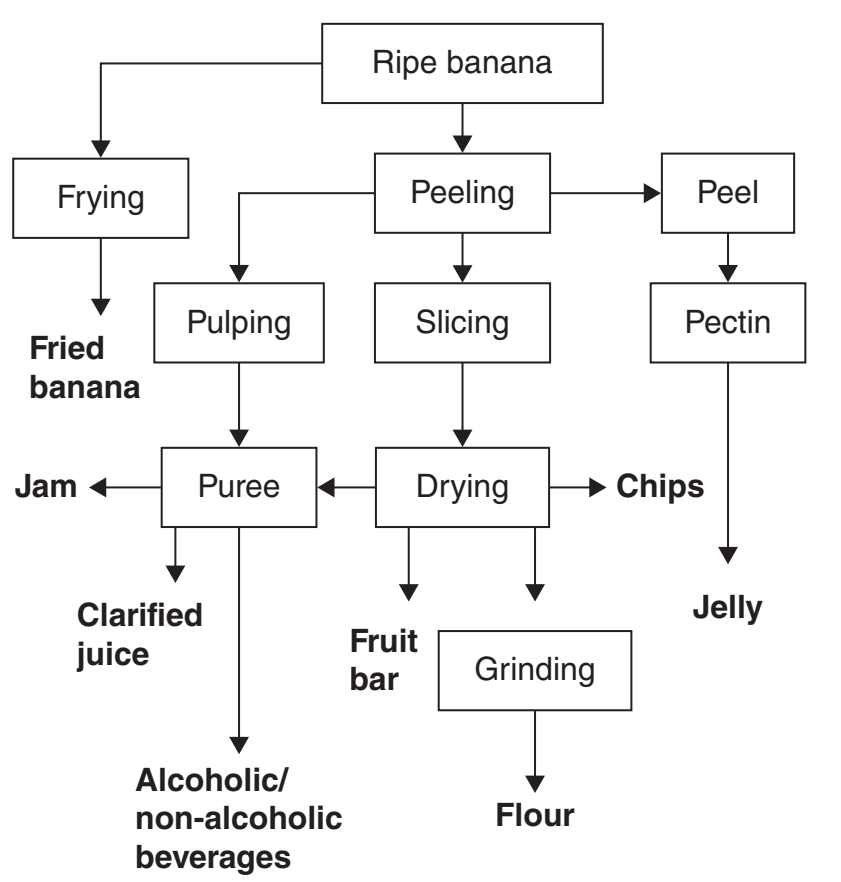 Ripe banana
Frying
Peeling
Peel
Pulping
Slicing
Pectin
Fried
banana
Jam
Puree
Drying
Chips
Clarified
juice
Fruit
bar
Jelly
Grinding
Alcoholic/
non-alcoholic
beverages
Flour